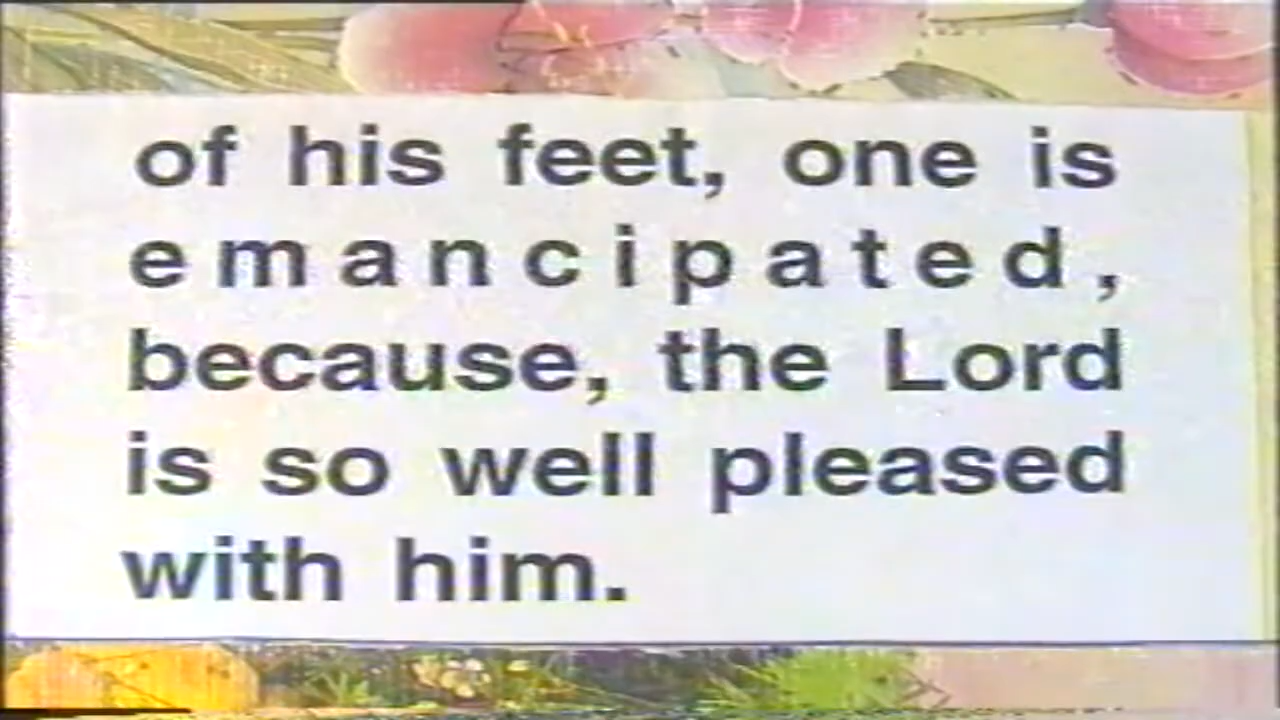 of his feet, one is
emancipated,
because, the Lord
is so well pleased
with him.